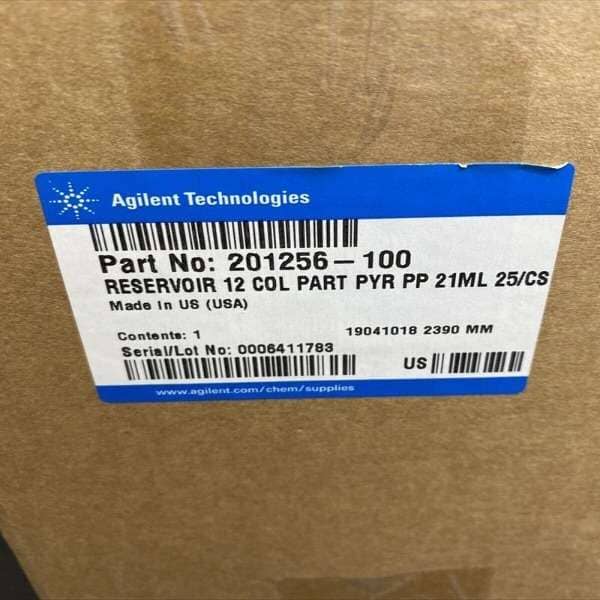 Agilent Technologies
Part No: 201256-100
RESERVOIR 12 COL PART PYR PP 21ML 25/CS
Made in US (USA)
Contents: 1
19041018 2390 MM
Serial/Lot No: 0006411783
US
www.agilent.com/chem/supplies